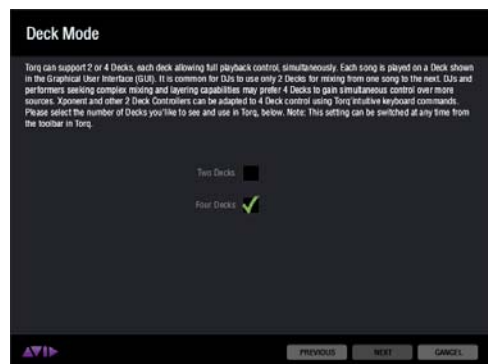 Deck Mode
Torq can support 2 or 4 Decks, each deck allowing full playback control, simultaneously. Each song is played on a Deck shown
in the Graphical User Interface (GUI). It is common for DJs to use only 2 Decks for mixing from one song to the next. DJs and
performers seeking complex mixing and layering capabilities may prefer 4 Decks to gain simultaneous control over more
sources. Xponent and other 2 Deck Controllers can be adapted to 4 Deck control using Torq'intuitive keyboard commands.
Please select the number of Decks you'like to see and use in Torq, below. Note: This setting can be switched at any time from
the toolbar in Torq.
Two Decks
Four Decks
AVID
PREVIOUS NEXT CANCEL